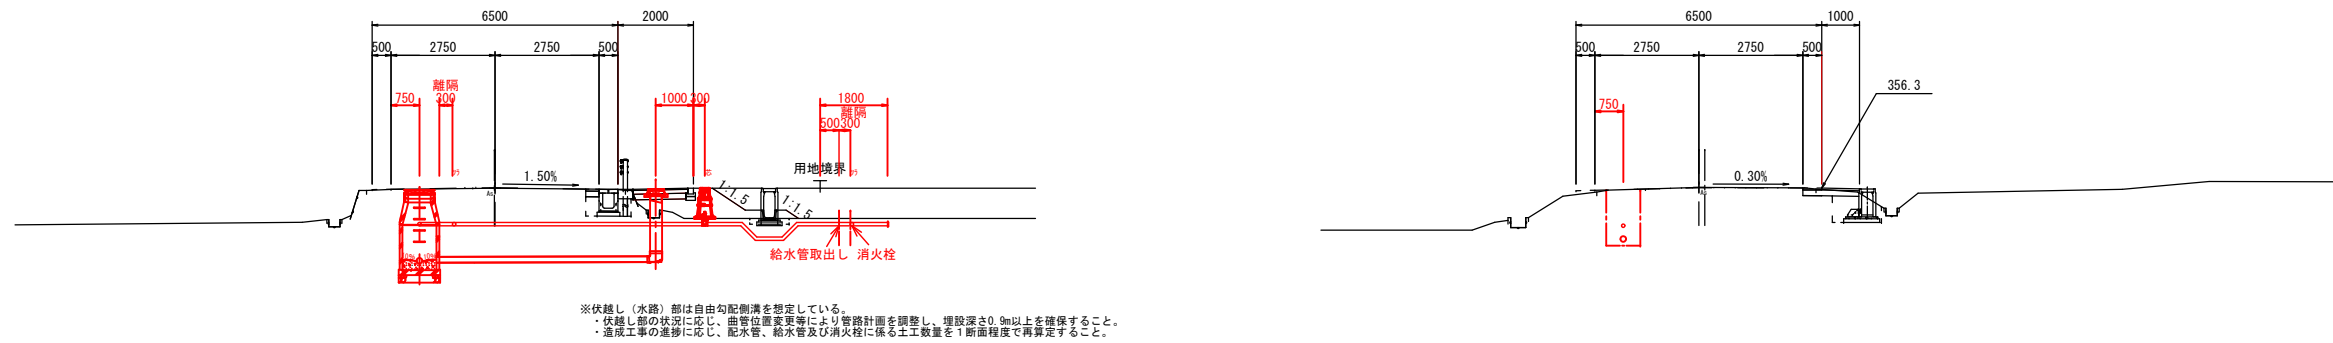 6500 2000
500 2750 2750 500
離隔
750 300 1000 300 1800
離隔
500 300
用地境界
1.50%
As
1:1.5
1:1.5
給水管取出し 消火栓
※伏越し（水路）部は自由勾配側溝を想定している。
・伏越し部の状況に応じ、曲管位置変更等により管路計画を調整し、埋設深さ0.9m以上を確保すること。
・造成工事の進捗に応じ、配水管、給水管及び消火栓に係る土工数量を１断面程度で再算定すること。
6500 1000
500 2750 2750 500
356.3
750
0.30%
As